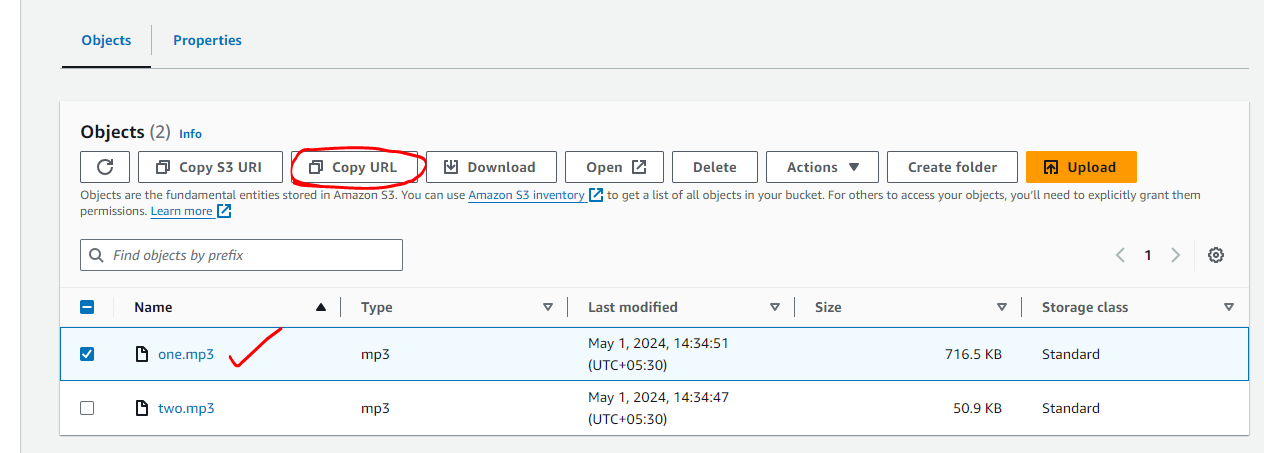 Objects Properties
Objects (2) Info
Copy S3 URI Copy URL Download Open Delete Actions Create folder Upload
Objects are the fundamental entities stored in Amazon S3. You can use Amazon S3 inventory to get a list of all objects in your bucket. For others to access your objects, you'll need to explicitly grant them
permissions. Learn more
Find objects by prefix
1
Name Type Last modified Size Storage class
one.mp3 mp3 May 1, 2024, 14:34:51 (UTC+05:30) 716.5 KB Standard
two.mp3 mp3 May 1, 2024, 14:34:47 (UTC+05:30) 50.9 KB Standard